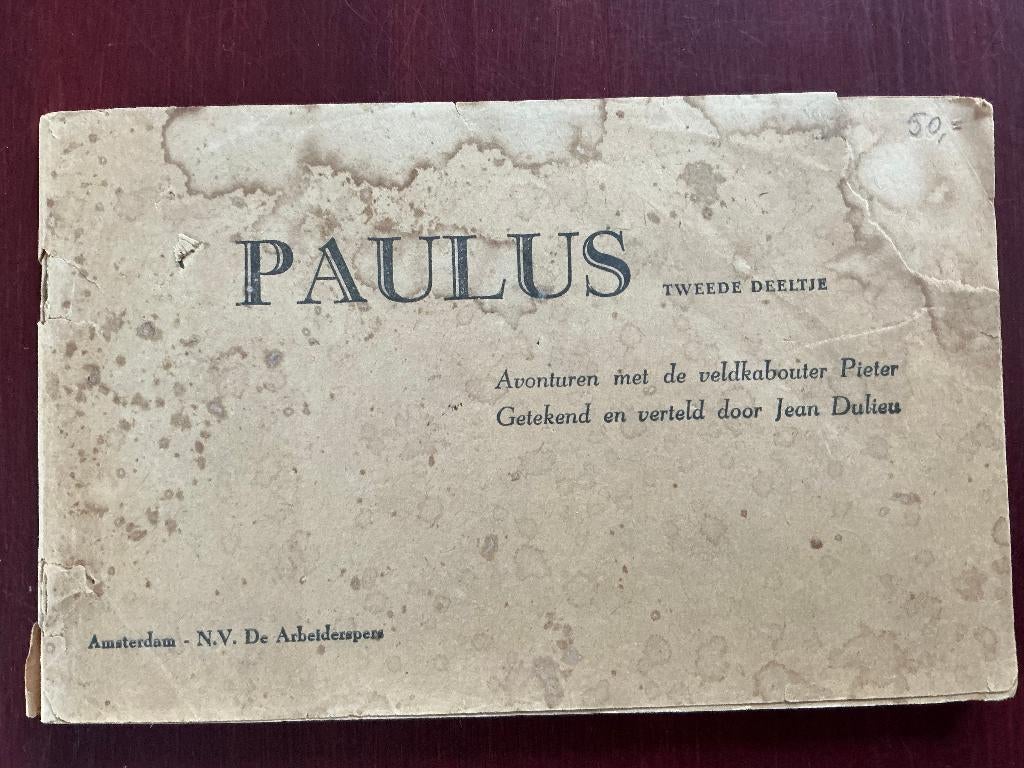 50,=
PAULUS TWEEDE DEELTJE
Avonturen met de veldkabouter Pieter
Getekend en verteld door Jean Dulieu
Amsterdam - N.V. De Arbeiderspers